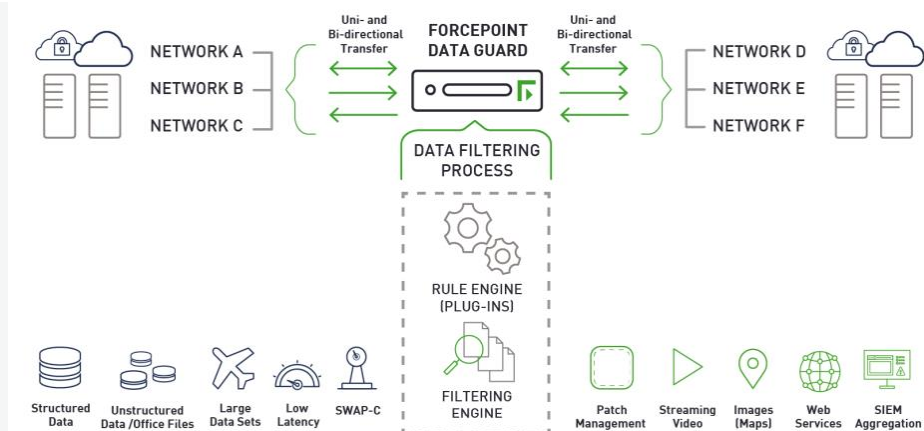 Uni- and
Bi-directional
Transfer
FORCEPOINT
DATA GUARD
Uni- and
Bi-directional
Transfer
NETWORK A
NETWORK B
NETWORK C
NETWORK D
NETWORK E
NETWORK F
DATA FILTERING
PROCESS
RULE ENGINE
(PLUG-INS)
FILTERING
ENGINE
Structured
Data
Unstructured
Data /Office Files
Large
Data Sets
Low
Latency
SWAP-C
Patch
Management
Streaming
Video
Images
(Maps)
Web
Services
SIEM
Aggregation